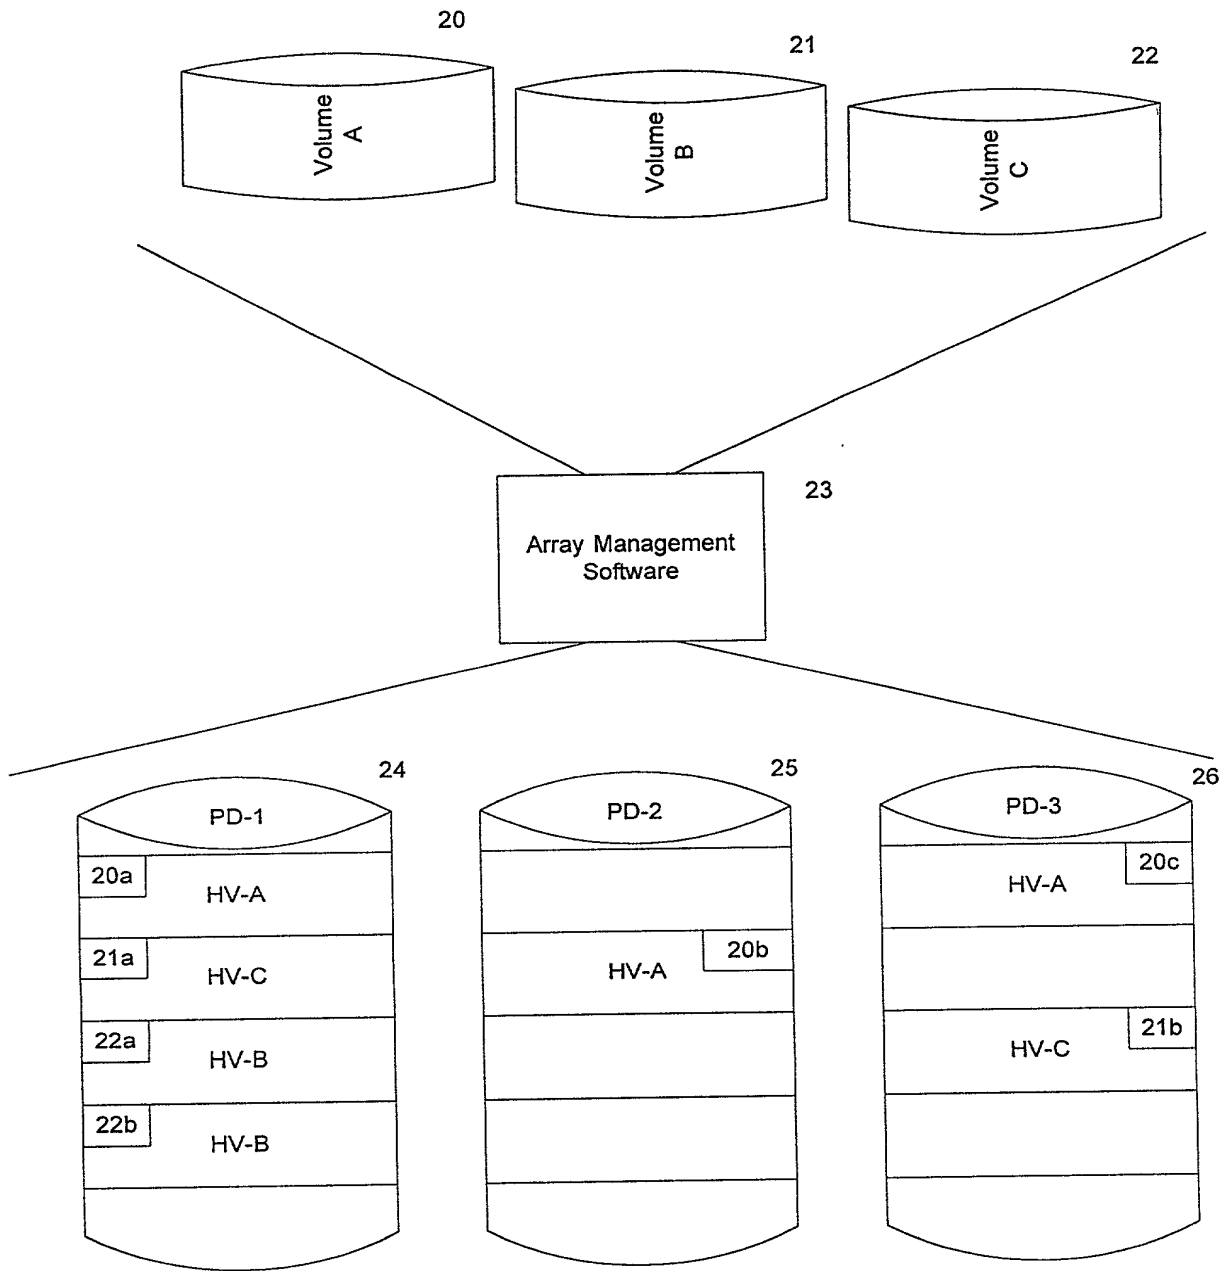 20
21
22
Volume
A
Volume
B
Volume
C
23
Array Management
Software
24
25
26
PD-1
PD-2
PD-3
20a
HV-A
20c
HV-A
21a
HV-C
20b
HV-A
22a
HV-B
21b
HV-C
22b
HV-B